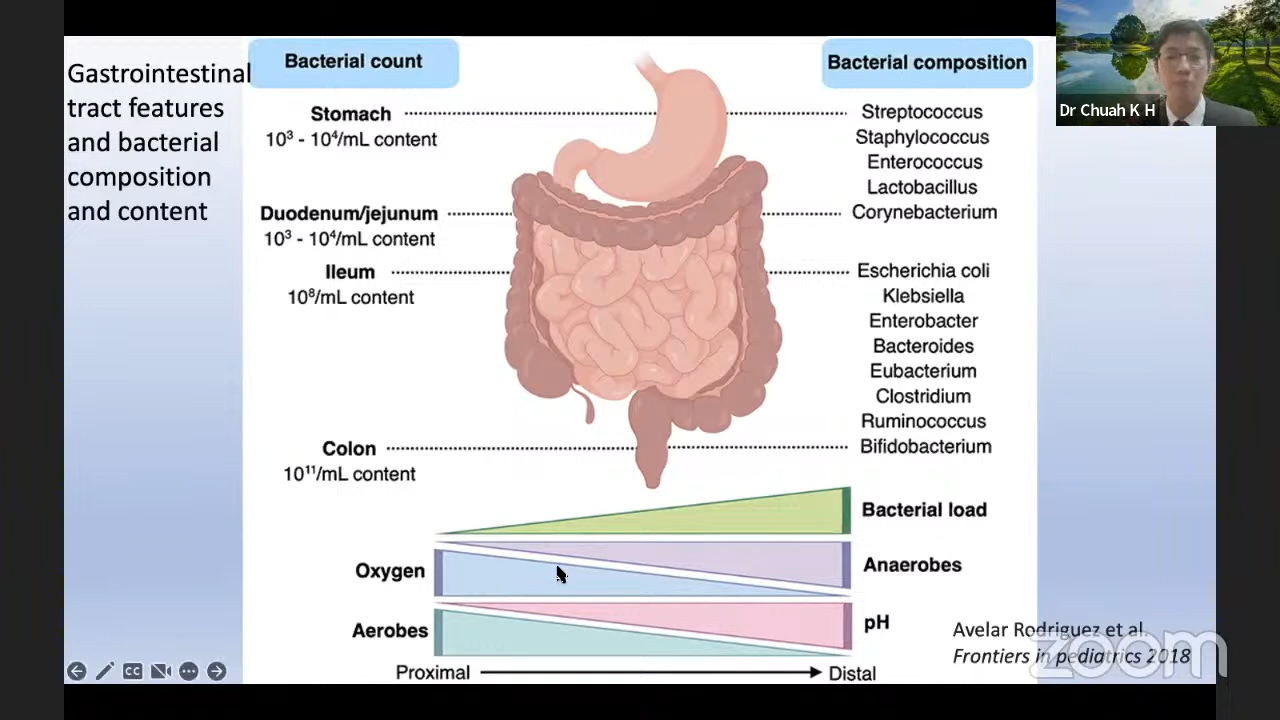 Gastrointestinal
tract features
and bacterial
composition
and content
Bacterial count
Bacterial composition
Dr Chuah K H
Stomach
10³ - 10⁴/mL content
Duodenum/jejunum
10³ - 10⁴/mL content
Ileum
10⁸/mL content
Colon
10¹¹/mL content
Streptococcus
Staphylococcus
Enterococcus
Lactobacillus
Corynebacterium
Escherichia coli
Klebsiella
Enterobacter
Bacteroides
Eubacterium
Clostridium
Ruminococcus
Bifidobacterium
Bacterial load
Oxygen
Anaerobes
Aerobes
pH
Proximal
Distal
Avelar Rodriguez et al.
Frontiers in pediatrics 2018
zoom
CC